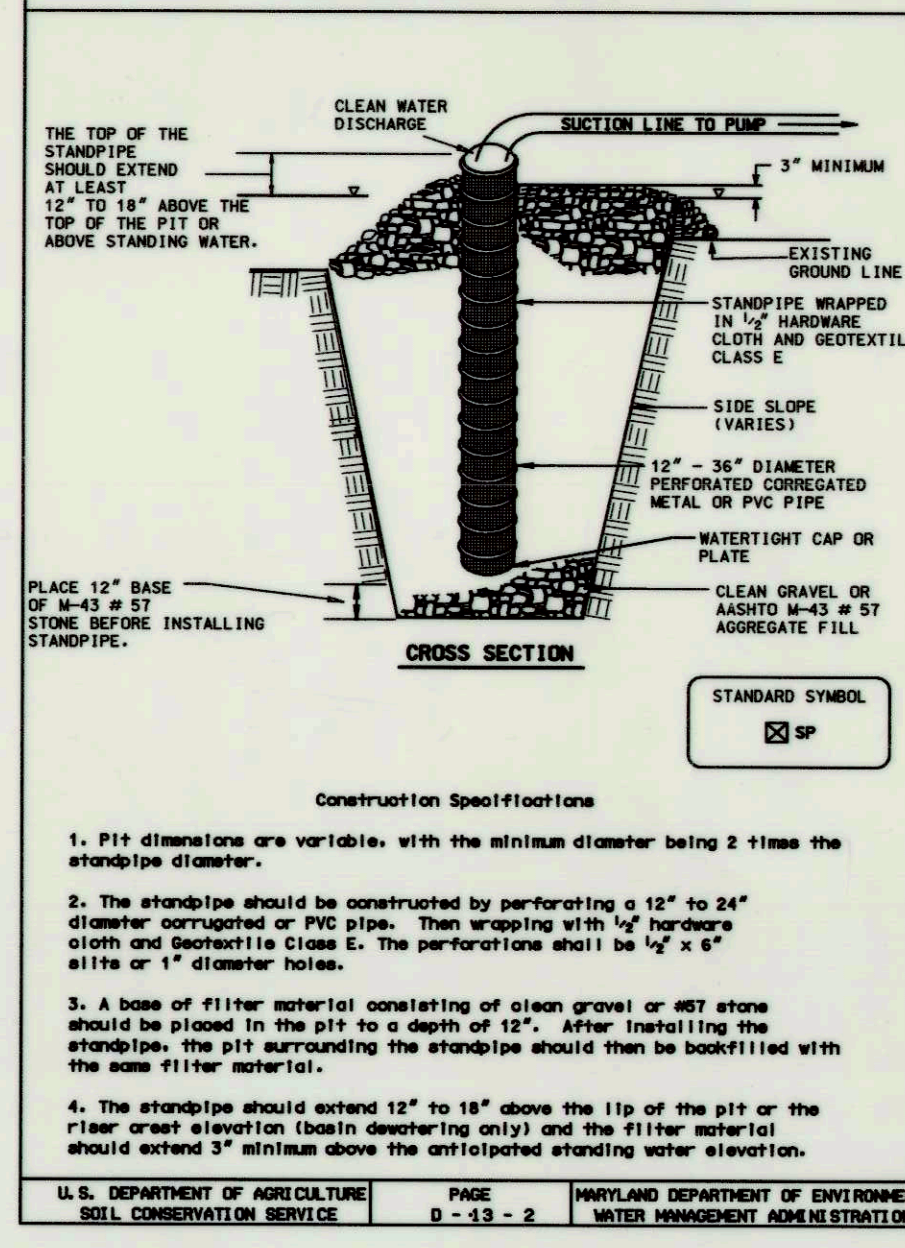 CLEAN WATER
DISCHARGE
SUCTION LINE TO PUMP
THE TOP OF THE
STANDPIPE
SHOULD EXTEND
AT LEAST
12" TO 18" ABOVE THE
TOP OF THE PIT OR
ABOVE STANDING WATER.
3" MINIMUM
EXISTING
GROUND LINE
STANDPIPE WRAPPED
IN 1/2" HARDWARE
CLOTH AND GEOTEXTIL
CLASS E
SIDE SLOPE
(VARIES)
12" - 36" DIAMETER
PERFORATED CORREGATED
METAL OR PVC PIPE
WATERTIGHT CAP OR
PLATE
PLACE 12" BASE
OF M-43 # 57
STONE BEFORE INSTALLING
STANDPIPE.
CLEAN GRAVEL OR
AASHTO M-43 # 57
AGGREGATE FILL
CROSS SECTION
STANDARD SYMBOL
SP
Construction Specifications
1. Pit dimensions are variable, with the minimum diameter being 2 times the
standpipe diameter.
2. The standpipe should be constructed by perforating a 12" to 24"
diameter corrugated or PVC pipe. Then wrapping with 1/2" hardware
cloth and Geotextile Class E. The perforations shall be 1/2" x 6"
slits or 1" diameter holes.
3. A base of filter material consisting of clean gravel or #57 stone
should be placed in the pit to a depth of 12". After installing the
standpipe, the pit surrounding the standpipe should then be backfilled with
the same filter material.
4. The standpipe should extend 12" to 18" above the lip of the pit or the
riser crest elevation (basin dewatering only) and the filter material
should extend 3" minimum above the anticipated standing water elevation.
U.S. DEPARTMENT OF AGRICULTURE
SOIL CONSERVATION SERVICE
PAGE
D - 13 - 2
MARYLAND DEPARTMENT OF ENVIRONME
WATER MANAGEMENT ADMINISTRATIO